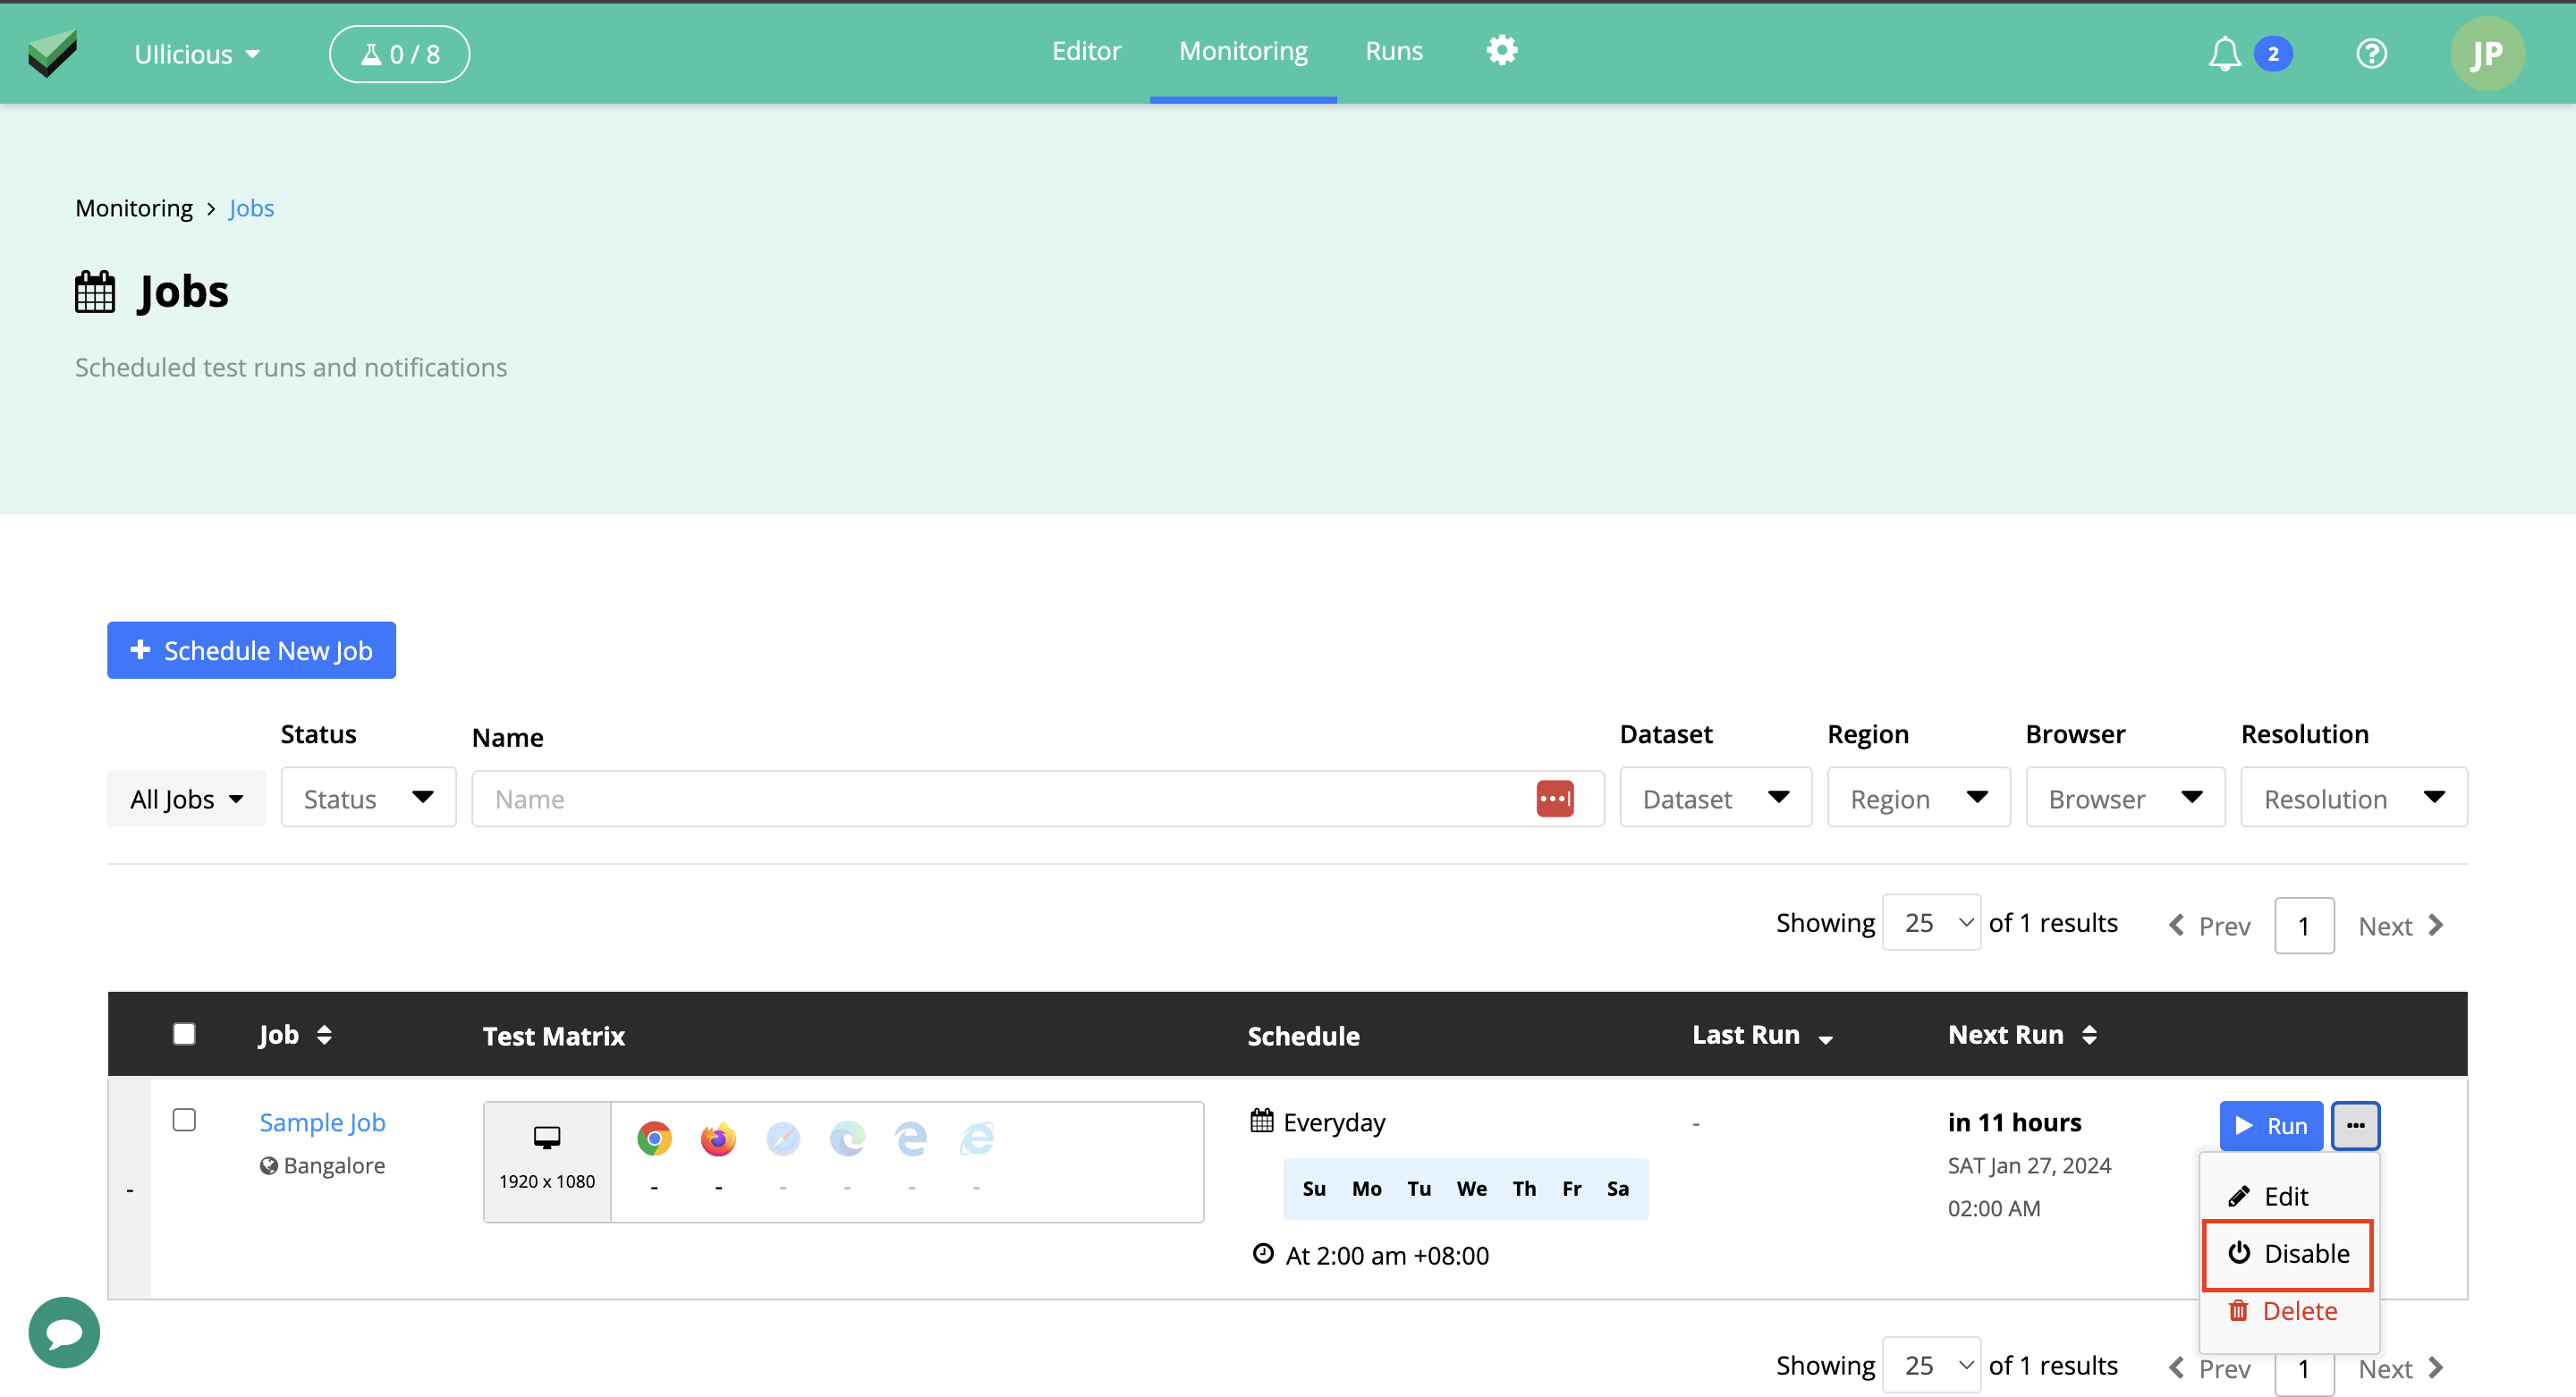 UIlicious
0 / 8
Editor
Monitoring
Runs
2
JP
Monitoring > Jobs
Jobs
Scheduled test runs and notifications
+ Schedule New Job
All Jobs
Status
Status
Name
Name
Dataset
Dataset
Region
Region
Browser
Browser
Resolution
Resolution
Showing 25 of 1 results
Prev 1 Next
Job
Test Matrix
Schedule
Last Run
Next Run
-
Sample Job
Bangalore
1920 x 1080
- - - - - -
Everyday
Su Mo Tu We Th Fr Sa
At 2:00 am +08:00
-
in 11 hours
SAT Jan 27, 2024
02:00 AM
Run
Edit
Disable
Delete
Showing 25 of 1 results
Prev 1 Next